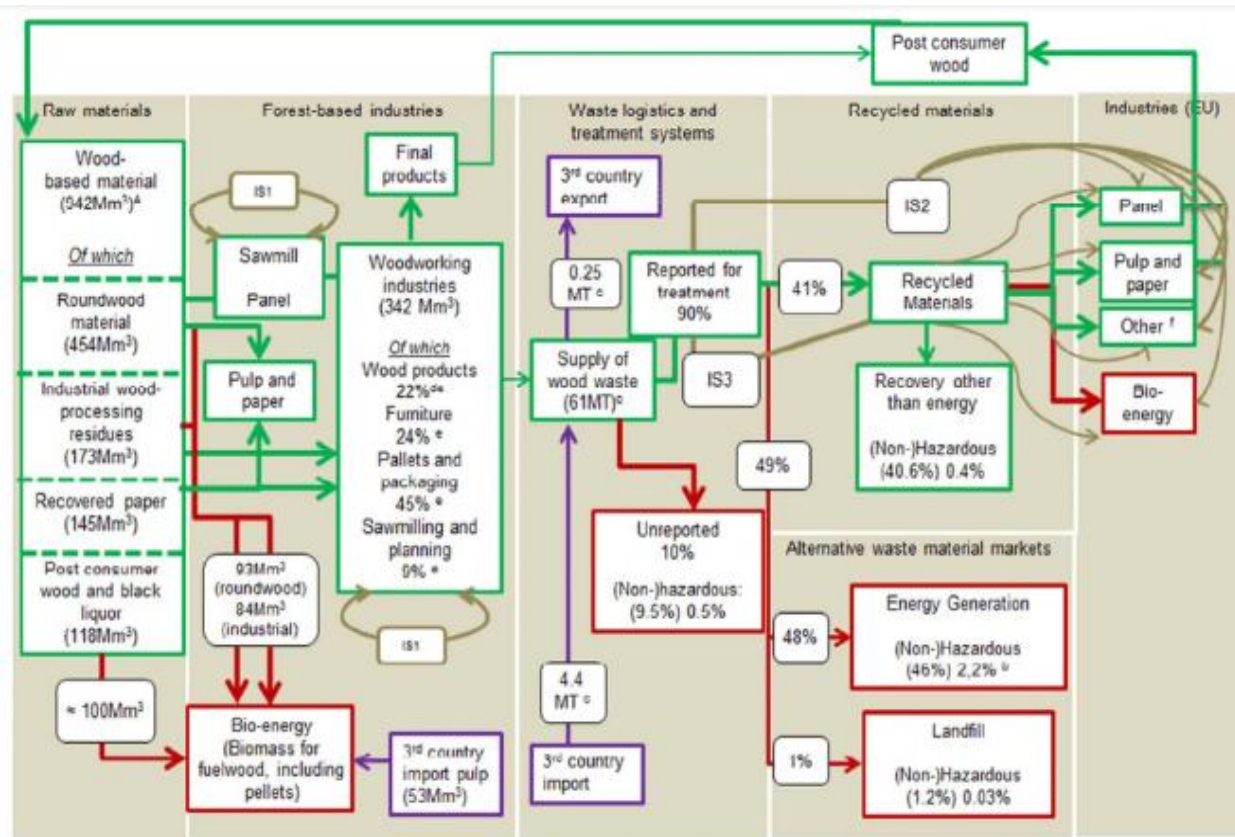 Post consumer
wood
Raw materials
Forest-based industries
Waste logistics and
treatment systems
Recycled materials
Industries (EU)
Wood-
based material
(942Mm³)
Of which
Roundwood
material
(454Mm³)
Industrial wood-
processing
residues
(173Mm³)
Recovered paper
(145Mm³)
Post consumer
wood and black
liquor
(118Mm³)
≈ 100Mm³
IS1
Sawmill
Panel
Pulp and
paper
93Mm³
(roundwood)
84Mm³
(industrial)
Bio-energy
(Biomass for
fuelwood, including
pellets)
Final
products
Woodworking
industries
(342 Mm³)
Of which
Wood products
22%
Furniture
24% ᵉ
Pallets and
packaging
45% ᵉ
Sawmilling and
planning
9% ᵉ
IS1
3rd country
import pulp
(53Mm³)
3rd country
export
0.25
MT ᶜ
Supply of
wood waste
(61MT)ᶜ
4.4
MT ᶜ
3rd country
import
Reported for
treatment
90%
IS3
Unreported
10%
(Non-)hazardous:
(9.5%) 0.5%
IS2
41%
49%
Recycled
Materials
Recovery other
than energy
(Non-)Hazardous
(40.6%) 0.4%
Alternative waste material markets
48%
Energy Generation
(Non-)Hazardous
(46%) 2,2% ᵇ
1%
Landfill
(Non-)Hazardous
(1.2%) 0.03%
Panel
Pulp and
paper
Other ᶠ
Bio-
energy